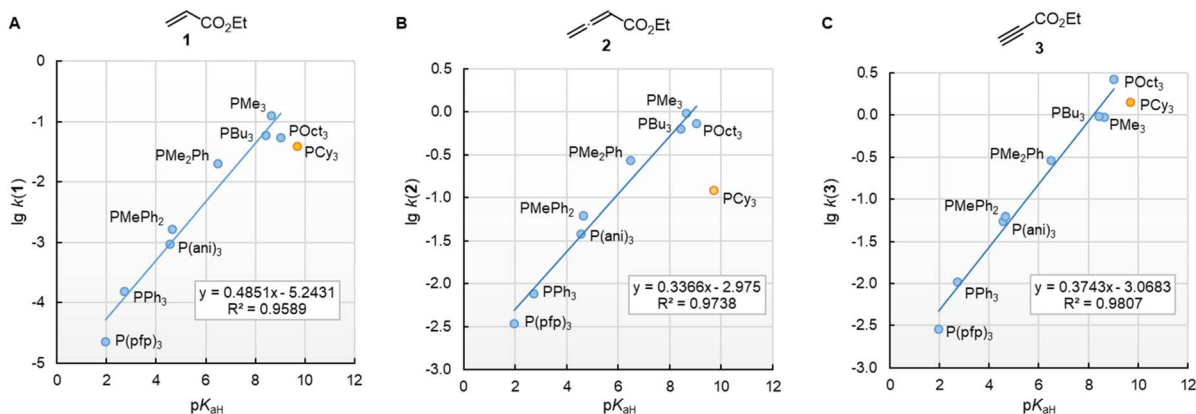 A
CO2Et
1
0
-1
-2
-3
-4
-5
lg k(1)
PMe3
PBu3
POct3
PCy3
PMe2Ph
PMePh2
P(ani)3
PPh3
P(pfp)3
y = 0.4851x - 5.2431
R² = 0.9589
0 2 4 6 8 10 12
pKaH
B
CO2Et
2
0.5
0.0
-0.5
-1.0
-1.5
-2.0
-2.5
-3.0
lg k(2)
PMe3
PBu3
POct3
PMe2Ph
PCy3
PMePh2
P(ani)3
PPh3
P(pfp)3
y = 0.3366x - 2.975
R² = 0.9738
0 2 4 6 8 10 12
pKaH
C
CO2Et
3
0.5
0.0
-0.5
-1.0
-1.5
-2.0
-2.5
-3.0
lg k(3)
POct3
PCy3
PBu3
PMe3
PMe2Ph
PMePh2
P(ani)3
PPh3
P(pfp)3
y = 0.3743x - 3.0683
R² = 0.9807
0 2 4 6 8 10 12
pKaH